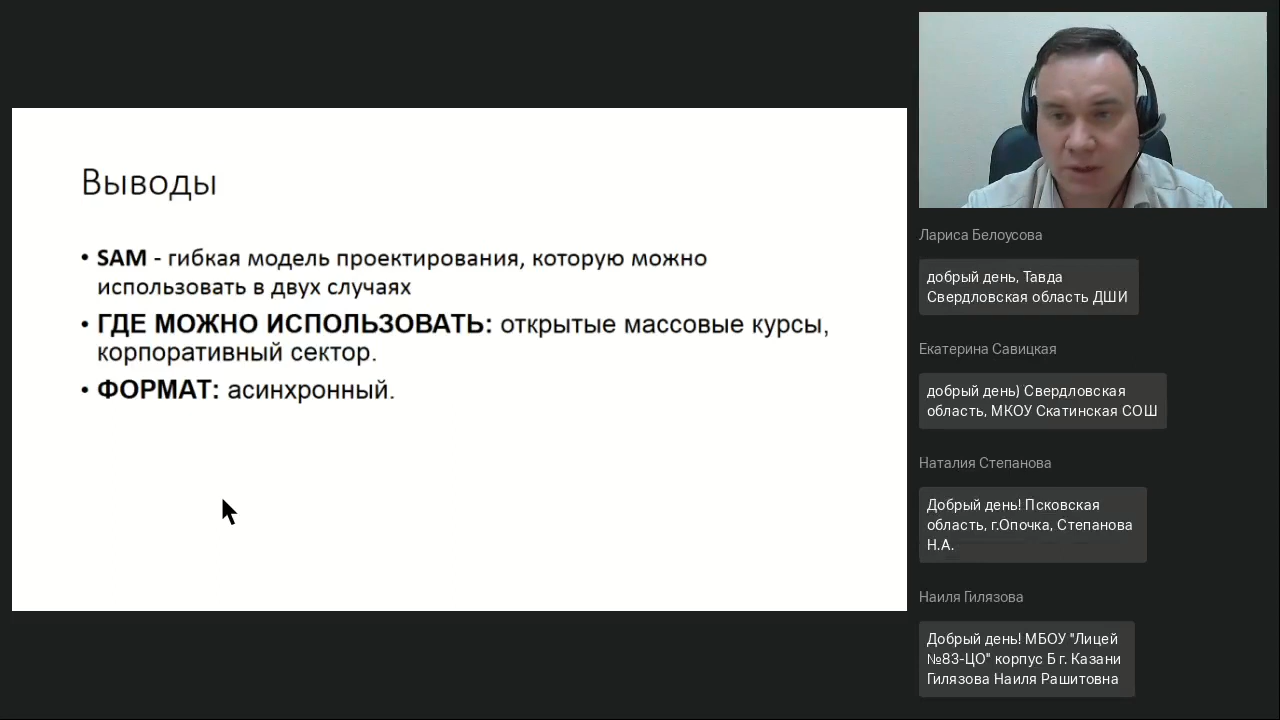 Выводы
• SAM - гибкая модель проектирования, которую можно
использовать в двух случаях
• ГДЕ МОЖНО ИСПОЛЬЗОВАТЬ: открытые массовые курсы,
корпоративный сектор.
• ФОРМАТ: асинхронный.
Лариса Белоусова
добрый день, Тавда
Свердловская область ДШИ
Екатерина Савицкая
добрый день) Свердловская
область, МКОУ Скатинская СОШ
Наталия Степанова
Добрый день! Псковская
область, г.Опочка, Степанова
Н.А.
Наиля Гилязова
Добрый день! МБОУ "Лицей
№83-ЦО" корпус Б г. Казани
Гилязова Наиля Рашитовна